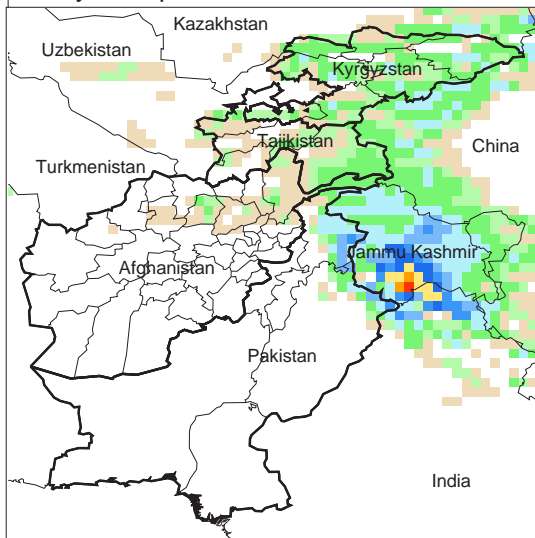 Kazakhstan
Uzbekistan
Kyrgyzstan
Tajikistan
China
Turkmenistan
Jammu Kashmir
Afghanistan
Pakistan
India